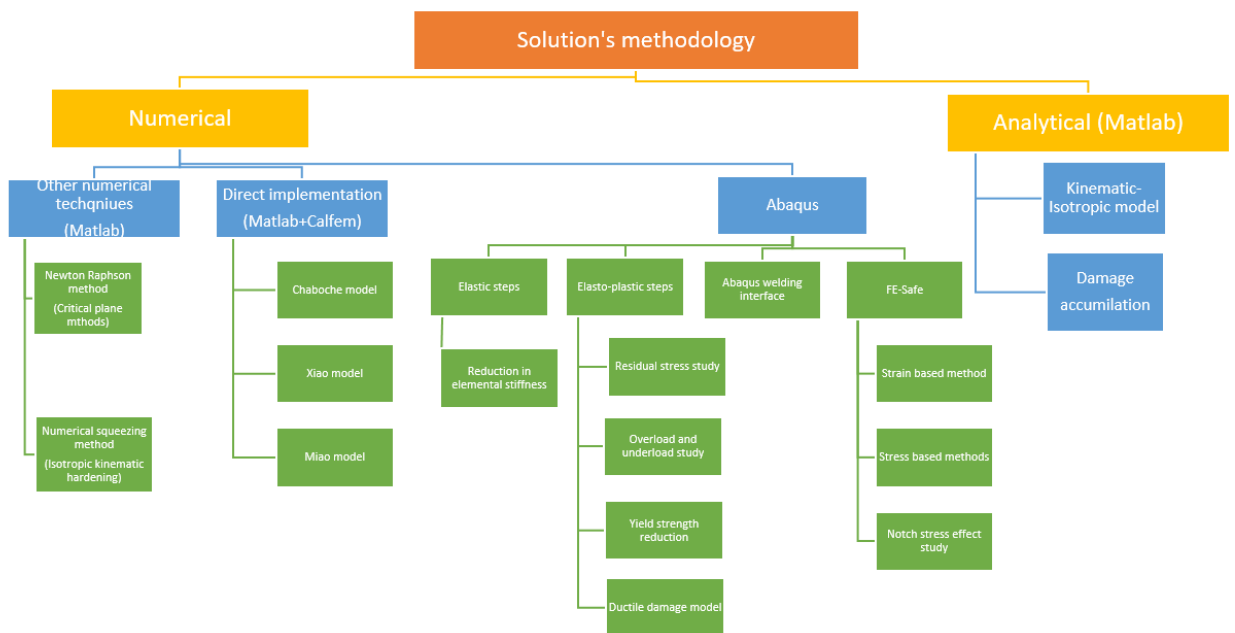 Solution's methodology
Numerical
Analytical (Matlab)
Other numerical
techqniues
(Matlab)
Direct implementation
(Matlab+Calfem)
Abaqus
Kinematic-
Isotropic model
Damage
accumilation
Newton Raphson
method
(Critical plane
mthods)
Numerical squeezing
method
(Isotropic kinematic
hardening)
Chaboche model
Xiao model
Miao model
Elastic steps
Reduction in
elemental stiffness
Elasto-plastic steps
Residual stress study
Overload and
underload study
Yield strength
reduction
Ductile damage model
Abaqus welding
interface
FE-Safe
Strain based method
Stress based methods
Notch stress effect
study